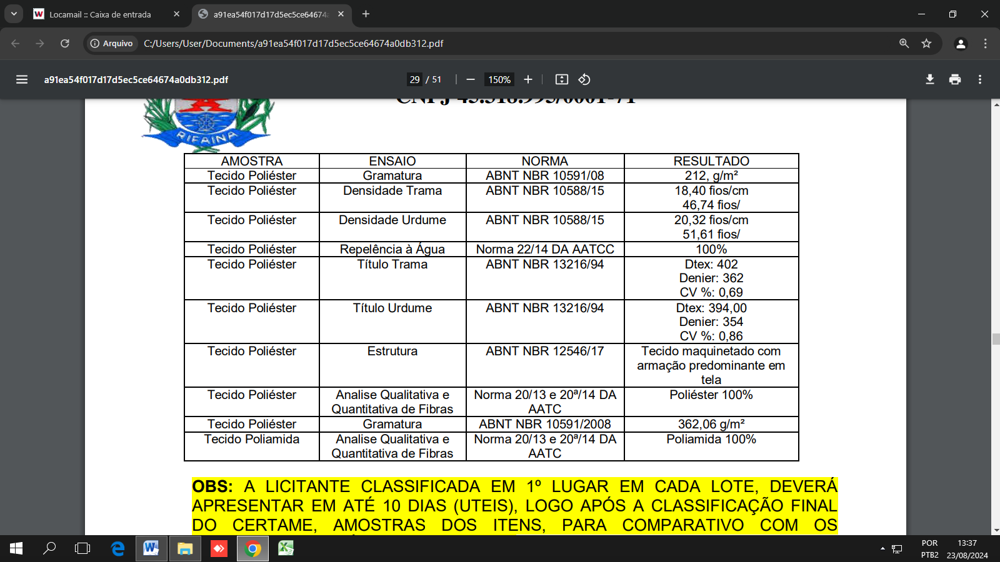 Locamail :: Caixa de entrada
a91ea54f017d17d5ec5ce64674
Arquivo
C:/Users/User/Documents/a91ea54f017d17d5ec5ce64674a0db312.pdf
a91ea54f017d17d5ec5ce64674a0db312.pdf
29 / 51
150%
RIFAINA
AMOSTRA ENSAIO NORMA RESULTADO
Tecido Poliéster Gramatura ABNT NBR 10591/08 212, g/m²
Tecido Poliéster Densidade Trama ABNT NBR 10588/15 18,40 fios/cm
46,74 fios/
Tecido Poliéster Densidade Urdume ABNT NBR 10588/15 20,32 fios/cm
51,61 fios/
Tecido Poliéster Repelência à Água Norma 22/14 DA AATCC 100%
Tecido Poliéster Título Trama ABNT NBR 13216/94 Dtex: 402
Denier: 362
CV %: 0,69
Tecido Poliéster Título Urdume ABNT NBR 13216/94 Dtex: 394,00
Denier: 354
CV %: 0,86
Tecido Poliéster Estrutura ABNT NBR 12546/17 Tecido maquinetado com
armação predominante em
tela
Tecido Poliéster Analise Qualitativa e Norma 20/13 e 20ª/14 DA Poliéster 100%
Quantitativa de Fibras AATC
Tecido Poliéster Gramatura ABNT NBR 10591/2008 362,06 g/m²
Tecido Poliamida Analise Qualitativa e Norma 20/13 e 20ª/14 DA Poliamida 100%
Quantitativa de Fibras AATC
OBS: A LICITANTE CLASSIFICADA EM 1º LUGAR EM CADA LOTE, DEVERÁ
APRESENTAR EM ATÉ 10 DIAS (UTEIS), LOGO APÓS A CLASSIFICAÇÃO FINAL
DO CERTAME, AMOSTRAS DOS ITENS, PARA COMPARATIVO COM OS
POR 13:37
PTB2 23/08/2024